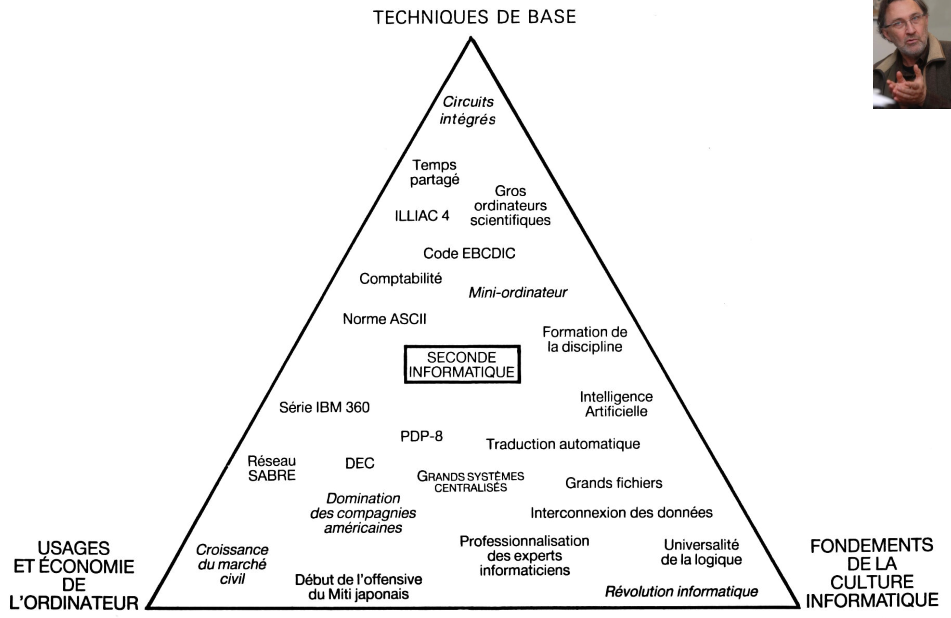 TECHNIQUES DE BASE
Circuits
intégrés
Temps
partagé
Gros
ordinateurs
scientifiques
ILLIAC 4
Code EBCDIC
Comptabilité
Mini-ordinateur
Norme ASCII
Formation de
la discipline
SECONDE
INFORMATIQUE
Intelligence
Artificielle
Série IBM 360
PDP-8
Traduction automatique
Réseau
SABRE
DEC
GRANDS SYSTÈMES
CENTRALISÉS
Grands fichiers
Domination
des compagnies
américaines
Interconnexion des données
Croissance
du marché
civil
Professionnalisation
des experts
informaticiens
Universalité
de la logique
Début de l'offensive
du Miti japonais
Révolution informatique
USAGES
ET ÉCONOMIE
DE
L'ORDINATEUR
FONDEMENTS
DE LA
CULTURE
INFORMATIQUE